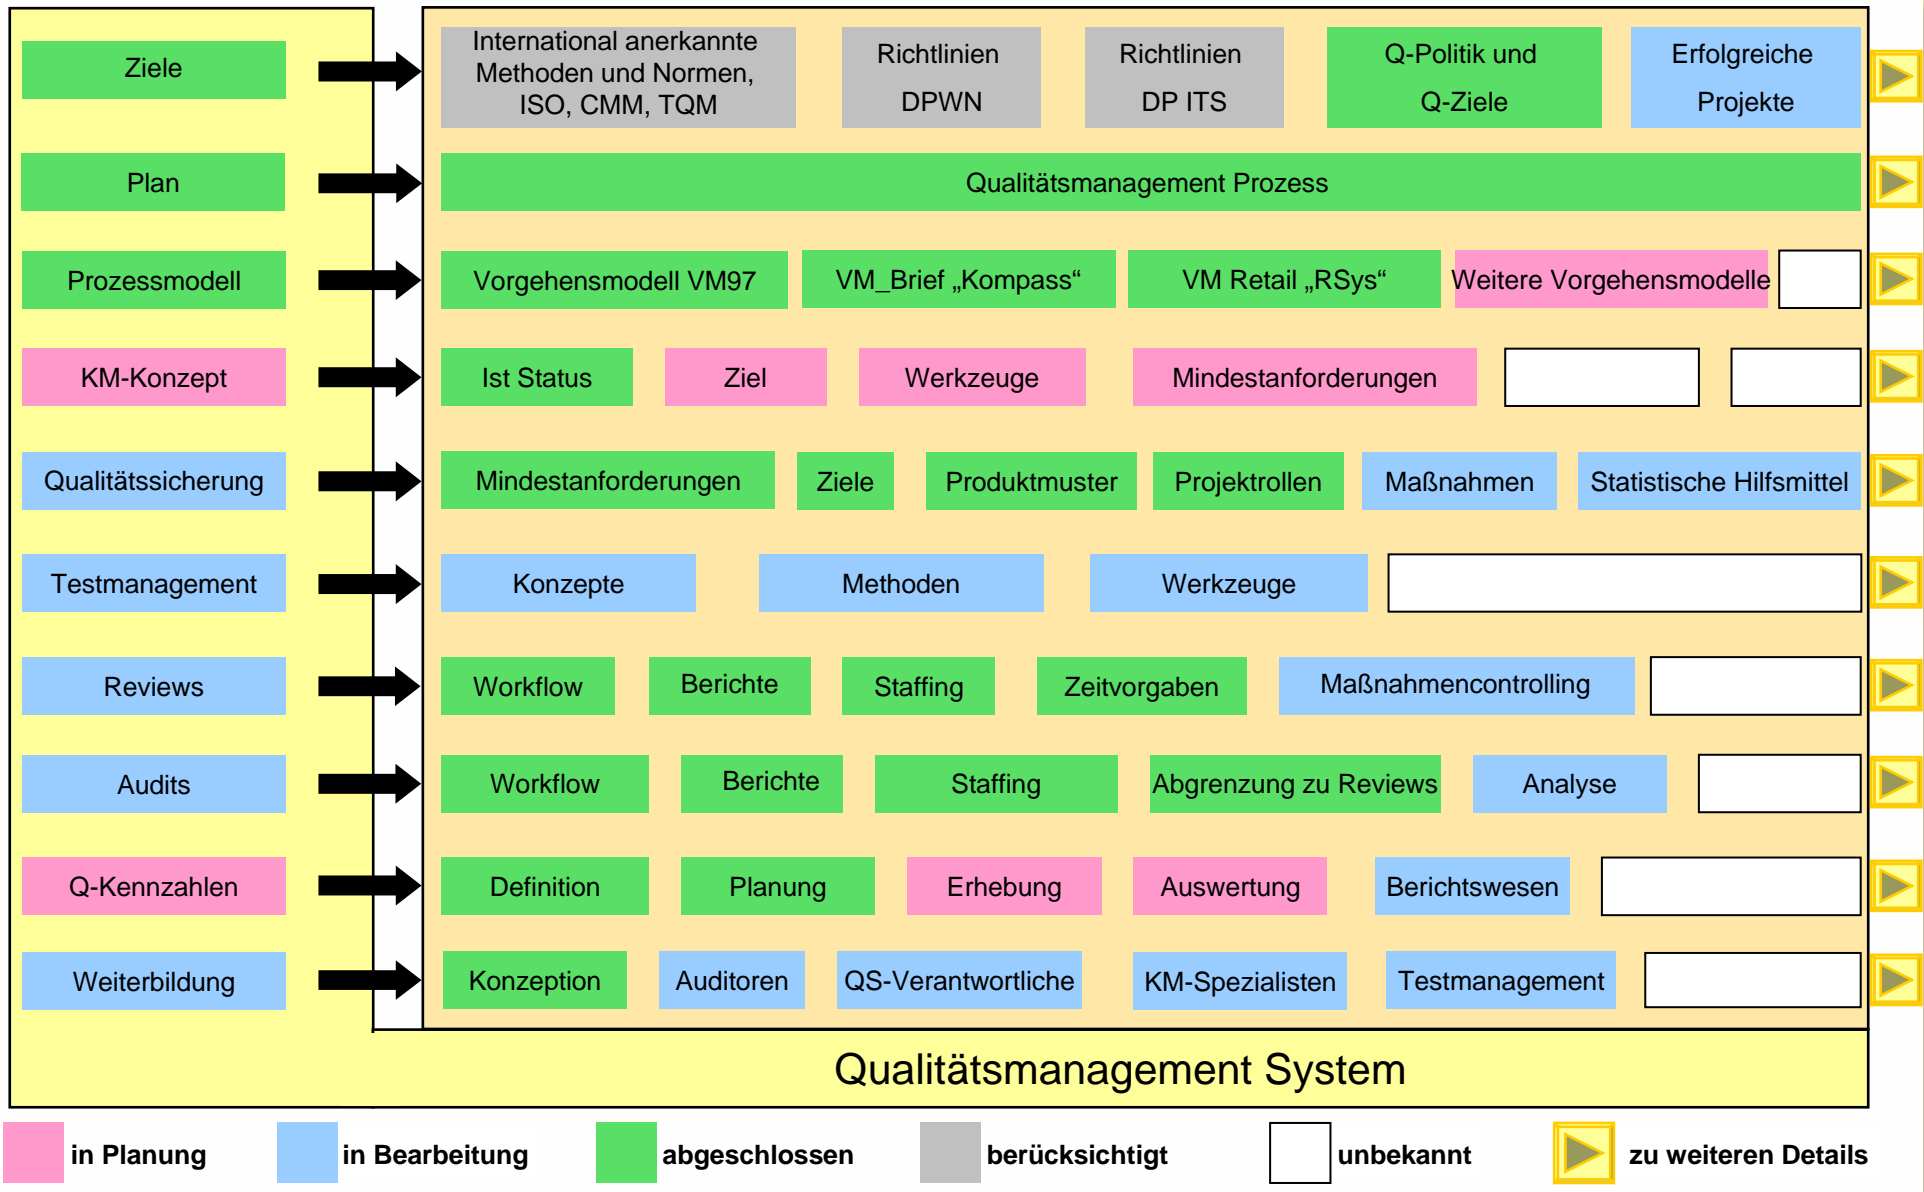 Ziele
International anerkannte
Methoden und Normen,
ISO, CMM, TQM
Richtlinien
DPWN
Richtlinien
DP ITS
Q-Politik und
Q-Ziele
Erfolgreiche
Projekte
Plan
Qualitätsmanagement Prozess
Prozessmodell
Vorgehensmodell VM97
VM_Brief „Kompass“
VM Retail „RSys“
Weitere Vorgehensmodelle
KM-Konzept
Ist Status
Ziel
Werkzeuge
Mindestanforderungen
Qualitätssicherung
Mindestanforderungen
Ziele
Produktmuster
Projektrollen
Maßnahmen
Statistische Hilfsmittel
Testmanagement
Konzepte
Methoden
Werkzeuge
Reviews
Workflow
Berichte
Staffing
Zeitvorgaben
Maßnahmencontrolling
Audits
Workflow
Berichte
Staffing
Abgrenzung zu Reviews
Analyse
Q-Kennzahlen
Definition
Planung
Erhebung
Auswertung
Berichtswesen
Weiterbildung
Konzeption
Auditoren
QS-Verantwortliche
KM-Spezialisten
Testmanagement
Qualitätsmanagement System
in Planung
in Bearbeitung
abgeschlossen
berücksichtigt
unbekannt
zu weiteren Details